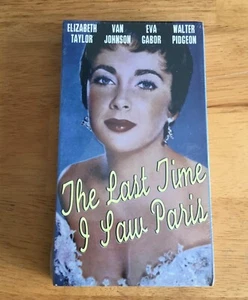 ELIZABETH VAN EVA WALTER
TAYLOR JOHNSON GABOR PIDGEON
The Last Time
I Saw Paris